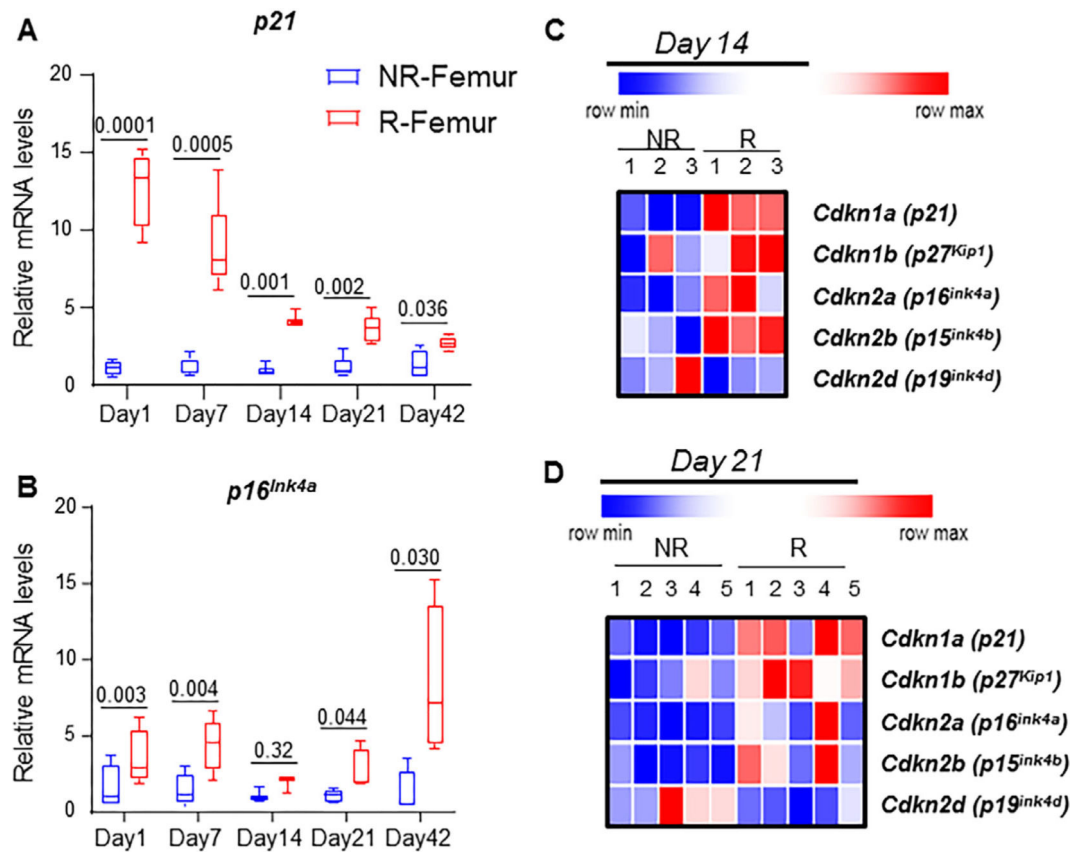 A
p21
Relative mRNA levels
20
15
10
5
0
NR-Femur
R-Femur
0.0001
0.0005
0.001
0.002
0.036
Day1 Day7 Day14 Day21 Day42
B
p16Ink4a
Relative mRNA levels
20
15
10
5
0
0.003
0.004
0.32
0.044
0.030
Day1 Day7 Day14 Day21 Day42
C
Day 14
row min row max
NR R
1 2 3 1 2 3
Cdkn1a (p21)
Cdkn1b (p27Kip1)
Cdkn2a (p16ink4a)
Cdkn2b (p15ink4b)
Cdkn2d (p19ink4d)
D
Day 21
row min row max
NR R
1 2 3 4 5 1 2 3 4 5
Cdkn1a (p21)
Cdkn1b (p27Kip1)
Cdkn2a (p16ink4a)
Cdkn2b (p15ink4b)
Cdkn2d (p19ink4d)